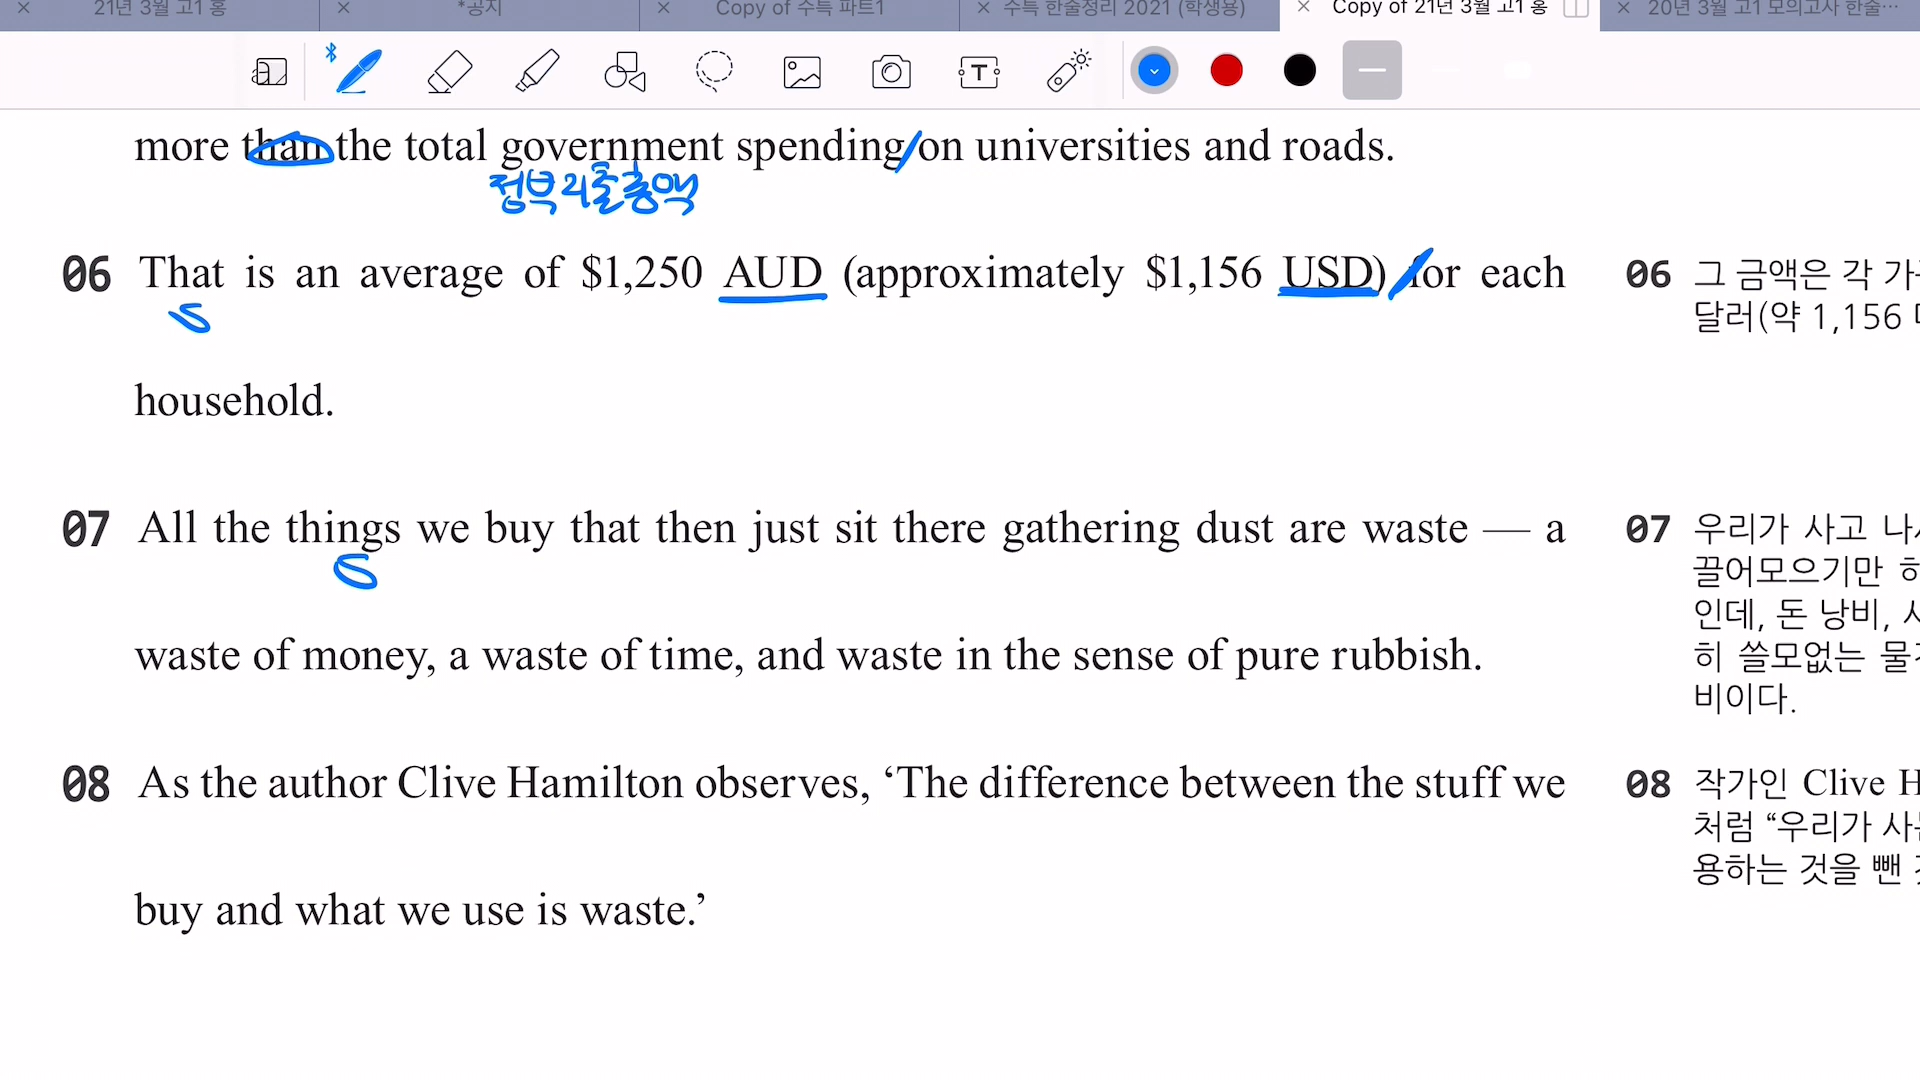 21년 3월 고1 홍
*공지
Copy of 수특 파트1
수특 한술정리 2021 (학생용)
Copy of 21년 3월 고1 홍
20년 3월 고1 모의고사 한술…
more than the total government spending on universities and roads.
정부지출총액
06 That is an average of $1,250 AUD (approximately $1,156 USD) for each
S
household.
07 All the things we buy that then just sit there gathering dust are waste — a
S
waste of money, a waste of time, and waste in the sense of pure rubbish.
08 As the author Clive Hamilton observes, ‘The difference between the stuff we
buy and what we use is waste.’
06 그 금액은 각 가
달러(약 1,156
07 우리가 사고 나
끌어모으기만
인데, 돈 낭비,
히 쓸모없는
비이다.
08 작가인 Clive H
처럼 “우리가
용하는 것을 뺀